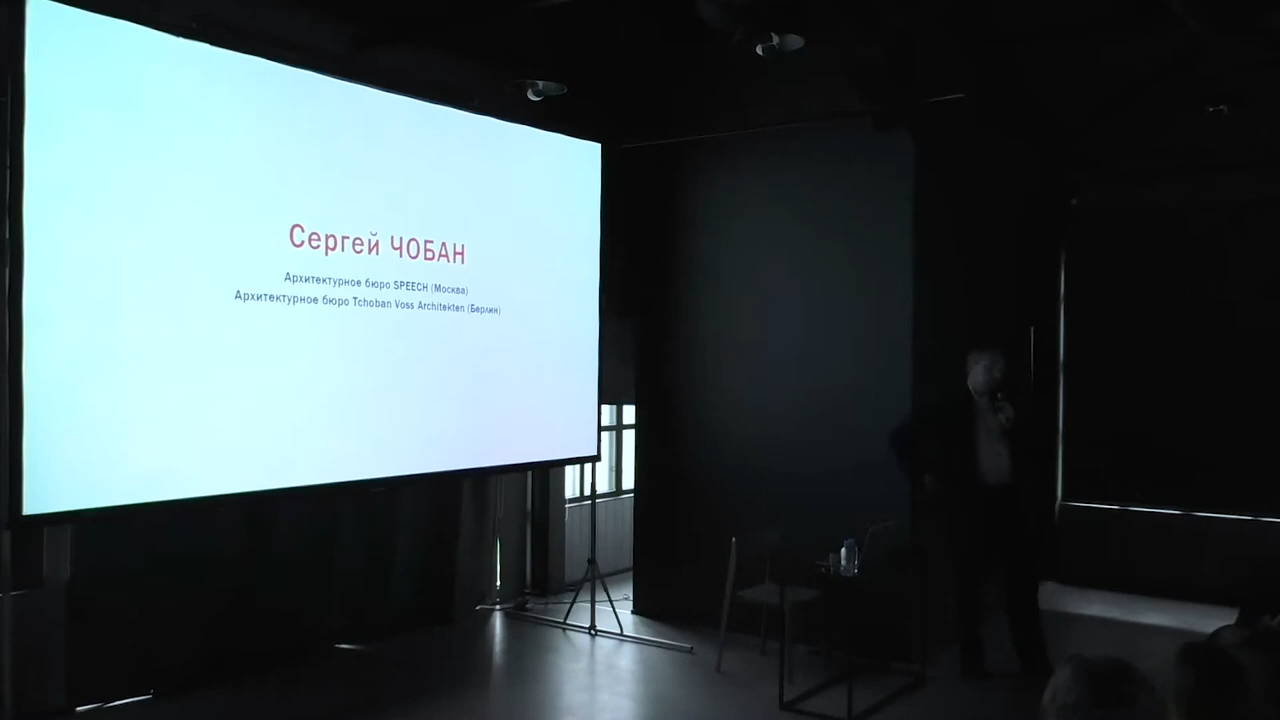 Сергей ЧОБАН
Архитектурное бюро SPEECH (Москва)
Архитектурное бюро Tchoban Voss Architekten (Берлин)